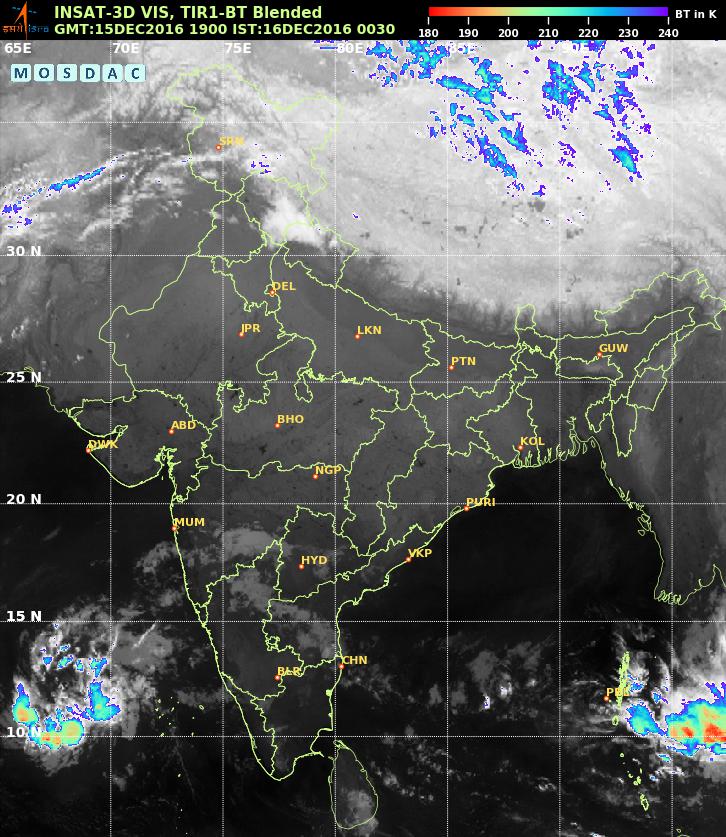 INSAT-3D VIS, TIR1-BT Blended
GMT:15DEC2016 1900 IST:16DEC2016 0030
BT in K
180 190 200 210 220 230 240
65E 70E 75E 80E 85E 90E
MOSDAC
SRN
30 N
DEL
JPR LKN
GUW
PTN
25 N
ABD BHO
DWK KOL
NGP
20 N PURI
MUM
HYD VKP
15 N
BLR CHN
PBL
10 N